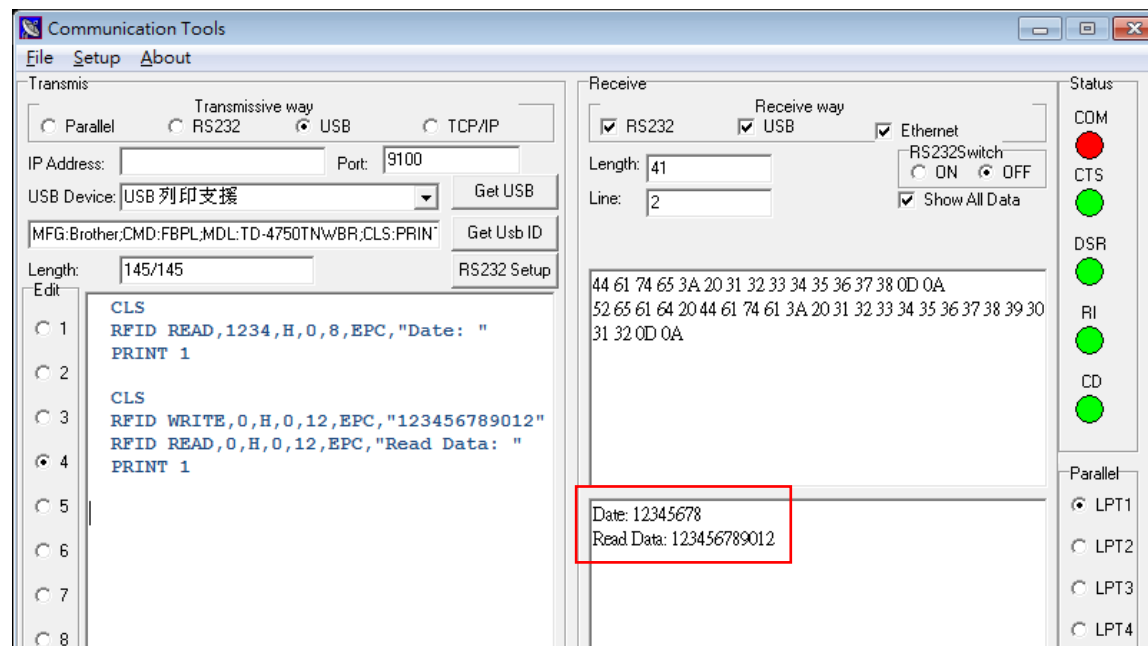 Communication Tools
File Setup About
Transmis
Transmissive way
Parallel RS232 USB TCP/IP
IP Address: Port: 9100
USB Device: USB 列印支援 Get USB
MFG:Brother;CMD:FBPL;MDL:TD-4750TNWBR;CLS:PRINT Get Usb ID
Length: 145/145 RS232 Setup
Edit
1
2
3
4
5
6
7
8
CLS
RFID READ,1234,H,0,8,EPC,"Date: "
PRINT 1
CLS
RFID WRITE,0,H,0,12,EPC,"123456789012"
RFID READ,0,H,0,12,EPC,"Read Data: "
PRINT 1
Receive
Receive way
RS232 USB Ethernet
Length: 41
Line: 2
RS232Switch
ON OFF
Show All Data
44 61 74 65 3A 20 31 32 33 34 35 36 37 38 0D 0A
52 65 61 64 20 44 61 74 61 3A 20 31 32 33 34 35 36 37 38 39 30
31 32 0D 0A
Date: 12345678
Read Data: 123456789012
Status
COM
CTS
DSR
RI
CD
Parallel
LPT1
LPT2
LPT3
LPT4